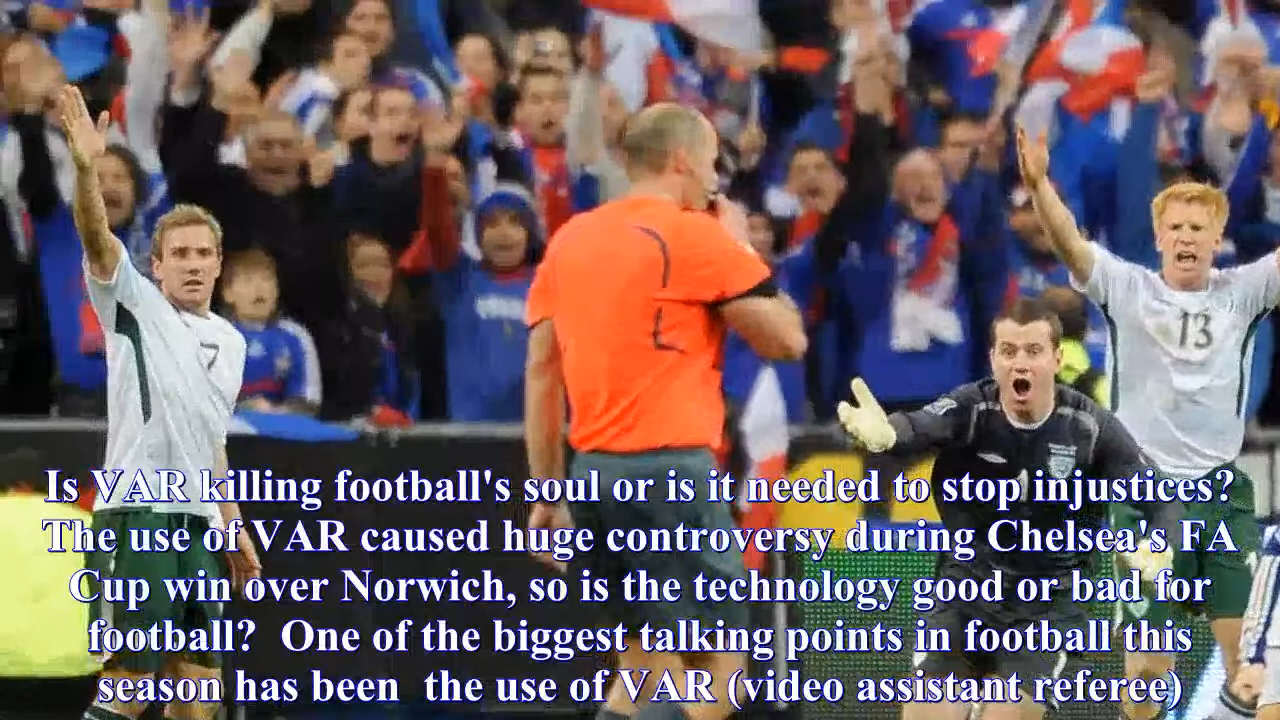 7
13
Is VAR killing football's soul or is it needed to stop injustices?
The use of VAR caused huge controversy during Chelsea's FA
Cup win over Norwich, so is the technology good or bad for
football?  One of the biggest talking points in football this
season has been  the use of VAR (video assistant referee)